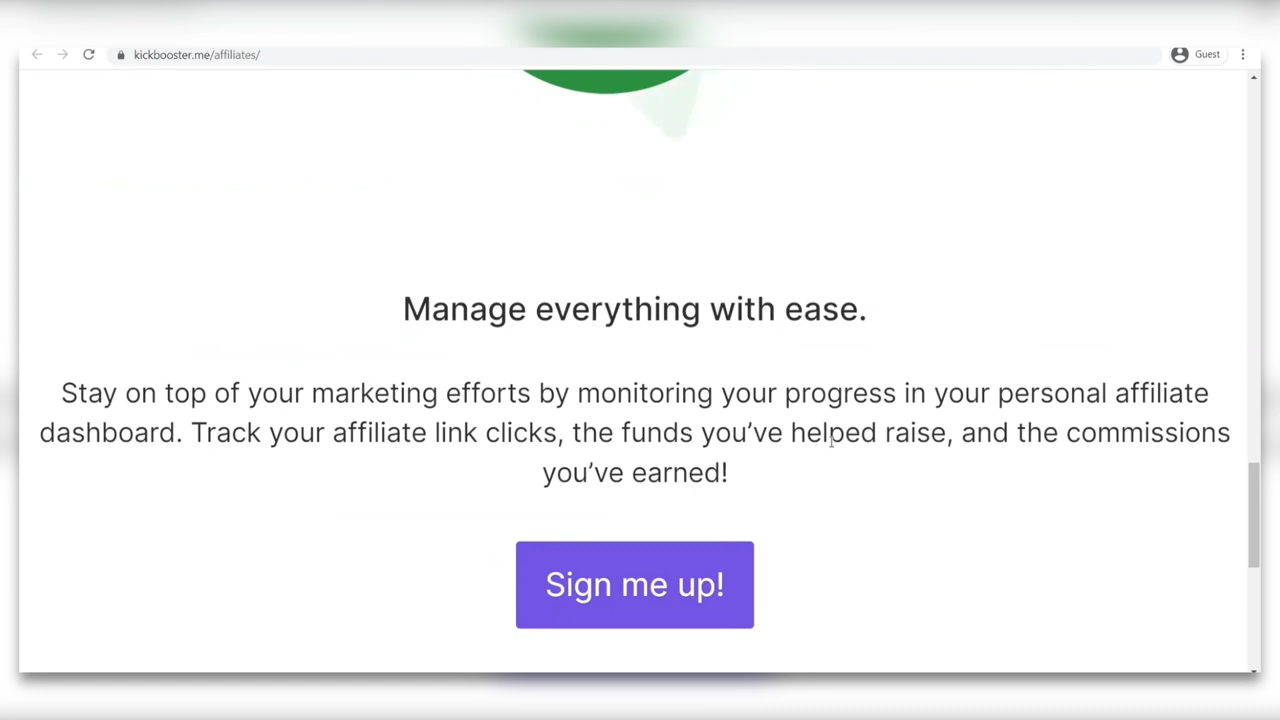 kickbooster.me/affiliates/
Guest
Manage everything with ease.
Stay on top of your marketing efforts by monitoring your progress in your personal affiliate
dashboard. Track your affiliate link clicks, the funds you’ve helped raise, and the commissions
you’ve earned!
Sign me up!